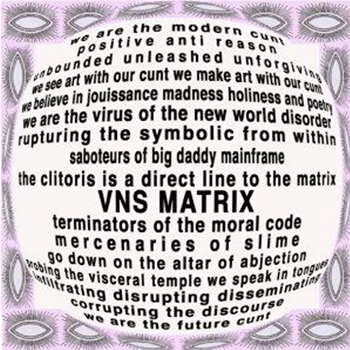 we are the modern cunt
positive anti reason
unbounded unleashed unforgiving
we see art with our cunt we make art with our cunt
we believe in jouissance madness holiness and poetry
we are the virus of the new world disorder
rupturing the symbolic from within
saboteurs of big daddy mainframe
the clitoris is a direct line to the matrix
VNS MATRIX
terminators of the moral code
mercenaries of slime
go down on the altar of abjection
probing the visceral temple we speak in tongues
infiltrating disrupting disseminating
corrupting the discourse
we are the future cunt